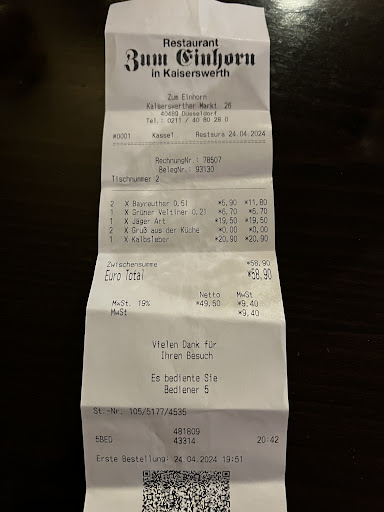 Restaurant
Zum Einhorn
in Kaiserswerth
Zum Einhorn
Kaiserswerther Markt 26
40489 Düsseldorf
Tel.: 0211 / 40 80 28 0
#0001 Kasse1 Restaura 24.04.2024
RechnungNr.: 78507
BelegNr.: 93130
Tischnummer 2
2 X Bayreuther 0,5l *5,90 *11,80
1 X Grüner Veltiner 0,2l *6,70 *6,70
1 X Jäger Art *19,50 *19,50
2 X Gruß aus der Küche *0,00 *0,00
1 X Kalbsleber *20,90 *20,90
Zwischensumme *58,90
Euro Total *58,90
Netto MwSt
MwSt. 19% *49,50 *9,40
MwSt *9,40
Vielen Dank für
Ihren Besuch
Es bediente Sie
Bediener 5
St.-Nr. 105/5177/4535
481809
5BED 43314 20:42
Erste Bestellung: 24.04.2024 19:51